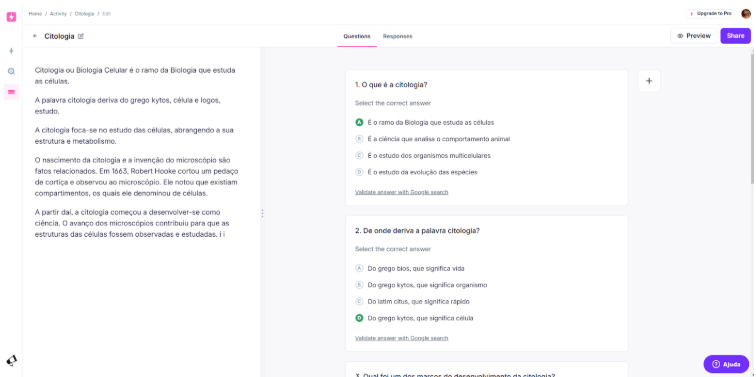 Home / Activity / Citologia / Edit
Upgrade to Pro
Citologia
Questions
Responses
Preview
Share
Citologia ou Biologia Celular é o ramo da Biologia que estuda
as células.
A palavra citologia deriva do grego kytos, célula e logos,
estudo.
A citologia foca-se no estudo das células, abrangendo a sua
estrutura e metabolismo.
O nascimento da citologia e a invenção do microscópio são
fatos relacionados. Em 1663, Robert Hooke cortou um pedaço
de cortiça e observou ao microscópio. Ele notou que existiam
compartimentos, os quais ele denominou de células.
A partir daí, a citologia começou a desenvolver-se como
ciência. O avanço dos microscópios contribuiu para que as
estruturas das células fossem observadas e estudadas. i i
1. O que é a citologia?
Select the correct answer
A É o ramo da Biologia que estuda as células
B É a ciência que analisa o comportamento animal
C É o estudo dos organismos multicelulares
D É o estudo da evolução das espécies
Validate answer with Google search
2. De onde deriva a palavra citologia?
Select the correct answer
A Do grego bios, que significa vida
B Do grego kytos, que significa organismo
C Do latim citus, que significa rápido
D Do grego kytos, que significa célula
Validate answer with Google search
3. Qual foi um dos marcos do desenvolvimento da citologia?
Ajuda